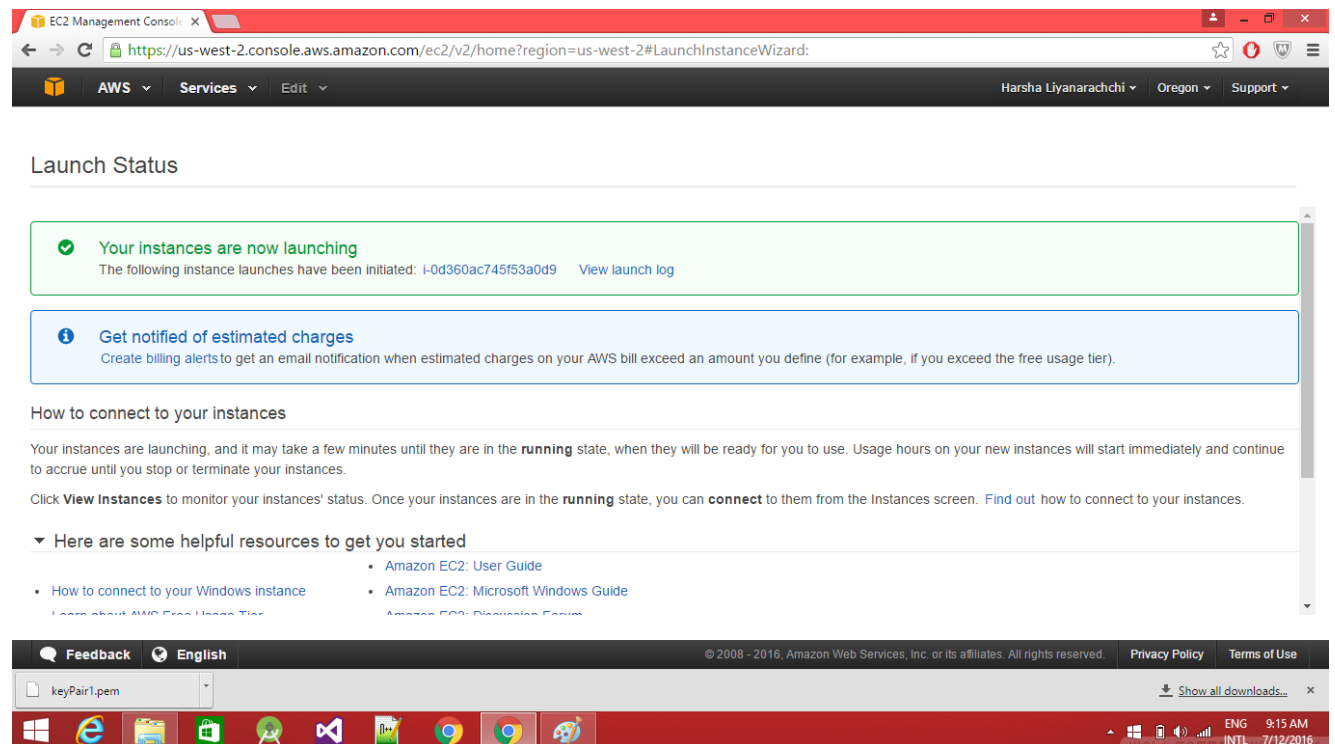 EC2 Management Console
https://us-west-2.console.aws.amazon.com/ec2/v2/home?region=us-west-2#LaunchInstanceWizard:
AWS Services Edit Harsha Liyanarachchi Oregon Support
Launch Status
Your instances are now launching
The following instance launches have been initiated: i-0d360ac745f53a0d9 View launch log
Get notified of estimated charges
Create billing alerts to get an email notification when estimated charges on your AWS bill exceed an amount you define (for example, if you exceed the free usage tier).
How to connect to your instances
Your instances are launching, and it may take a few minutes until they are in the running state, when they will be ready for you to use. Usage hours on your new instances will start immediately and continue
to accrue until you stop or terminate your instances.
Click View Instances to monitor your instances' status. Once your instances are in the running state, you can connect to them from the Instances screen. Find out how to connect to your instances.
Here are some helpful resources to get you started
• Amazon EC2: User Guide
• How to connect to your Windows instance • Amazon EC2: Microsoft Windows Guide
Learn about AWS Free Usage Tier Amazon EC2: Discussion Forum
Feedback English © 2008 - 2016, Amazon Web Services, Inc. or its affiliates. All rights reserved. Privacy Policy Terms of Use
keyPair1.pem Show all downloads...
ENG 9:15 AM
INTL 7/12/2016